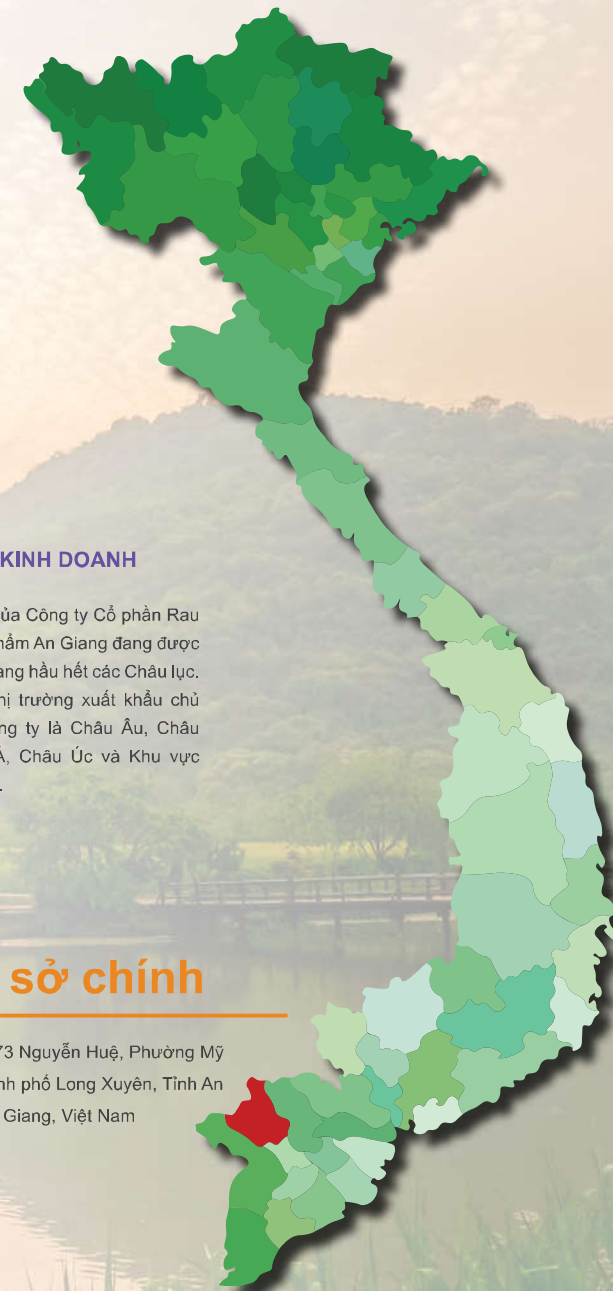 KINH DOANH
ủa Công ty Cổ phần Rau
hẩm An Giang đang được
ang hầu hết các Châu lục.
hị trường xuất khẩu chủ
ng ty là Châu Âu, Châu
Á, Châu Úc và Khu vực
.
sở chính
73 Nguyễn Huệ, Phường Mỹ
nh phố Long Xuyên, Tỉnh An
Giang, Việt Nam